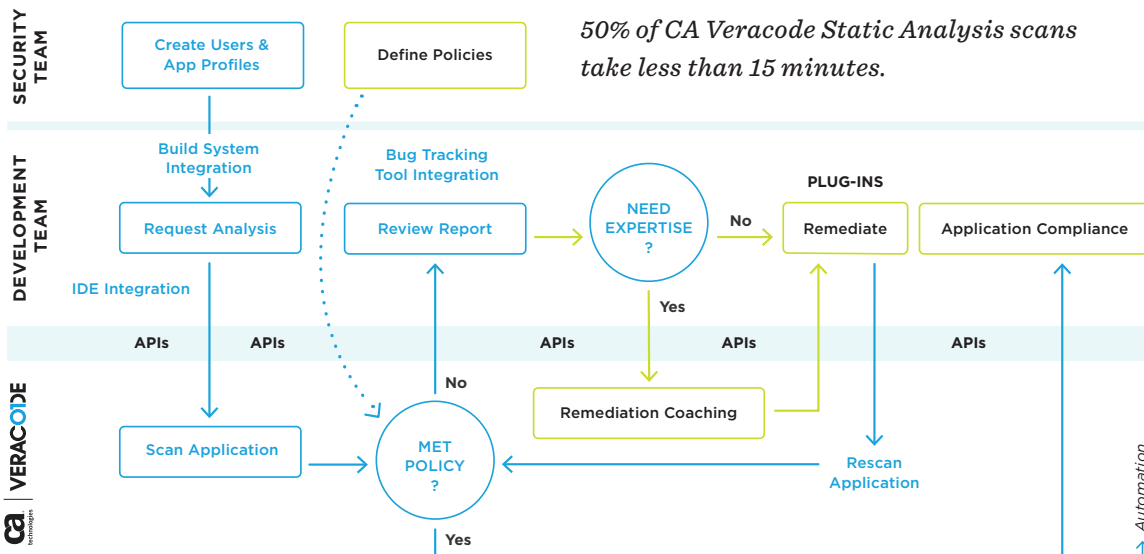 SECURITY
TEAM
Create Users &
App Profiles
Define Policies
50% of CA Veracode Static Analysis scans
take less than 15 minutes.
DEVELOPMENT
TEAM
Build System
Integration
Bug Tracking
Tool Integration
Request Analysis
Review Report
NEED
EXPERTISE
?
No
PLUG-INS
Remediate
Application Compliance
IDE Integration
Yes
APIs
APIs
APIs
APIs
APIs
No
Remediation Coaching
ca
technologies
VERACODE
Scan Application
MET
POLICY
?
Rescan
Application
Yes
Automation